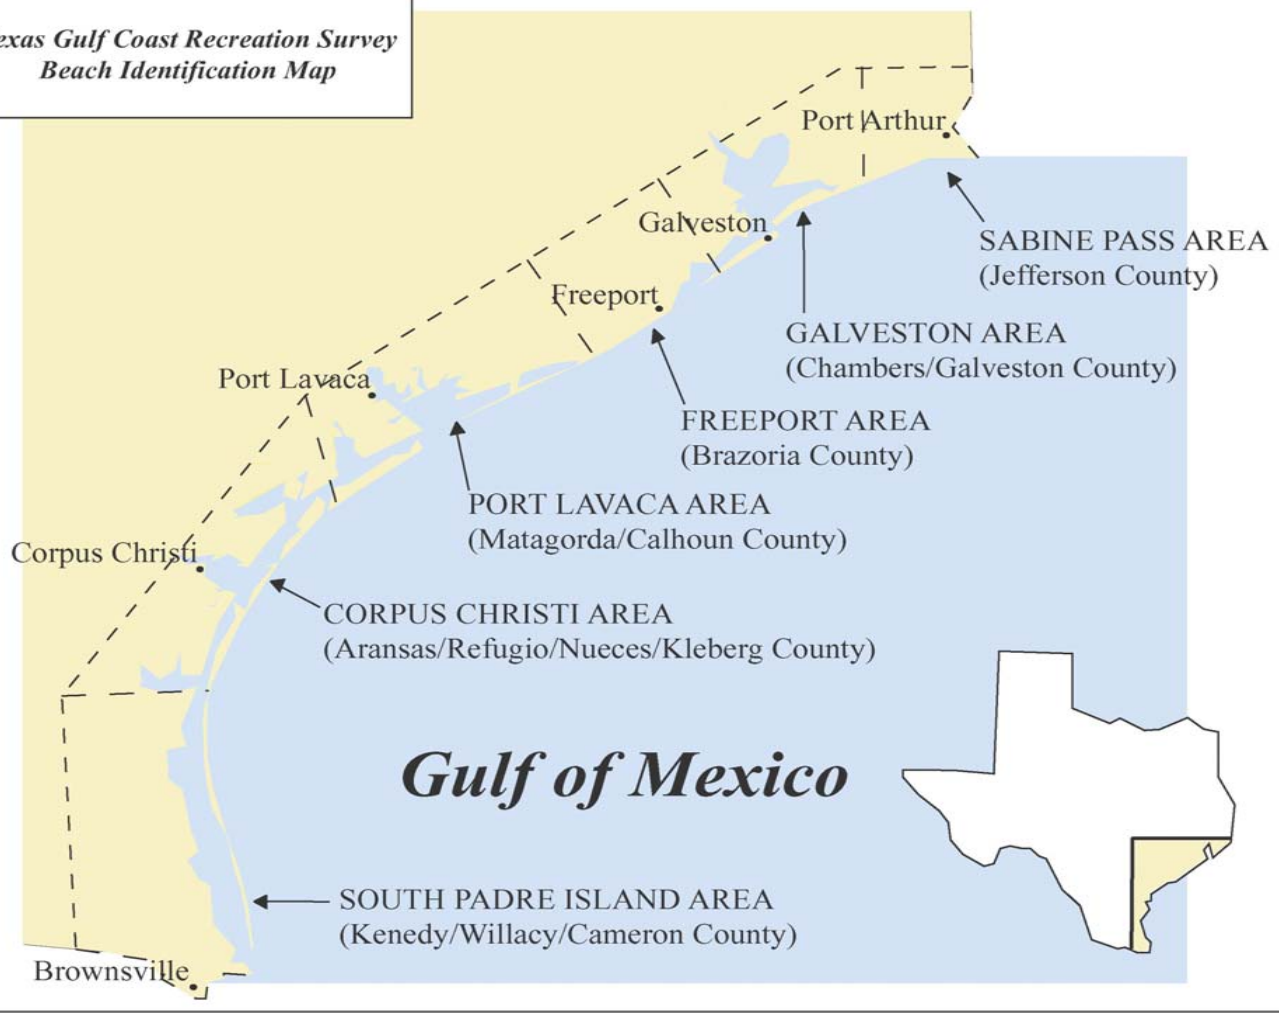 exas Gulf Coast Recreation Survey
Beach Identification Map
Port Arthur
Galveston
SABINE PASS AREA
(Jefferson County)
Freeport
GALVESTON AREA
(Chambers/Galveston County)
Port Lavaca
FREEPORT AREA
(Brazoria County)
PORT LAVACA AREA
(Matagorda/Calhoun County)
Corpus Christi
CORPUS CHRISTI AREA
(Aransas/Refugio/Nueces/Kleberg County)
Gulf of Mexico
SOUTH PADRE ISLAND AREA
(Kenedy/Willacy/Cameron County)
Brownsville